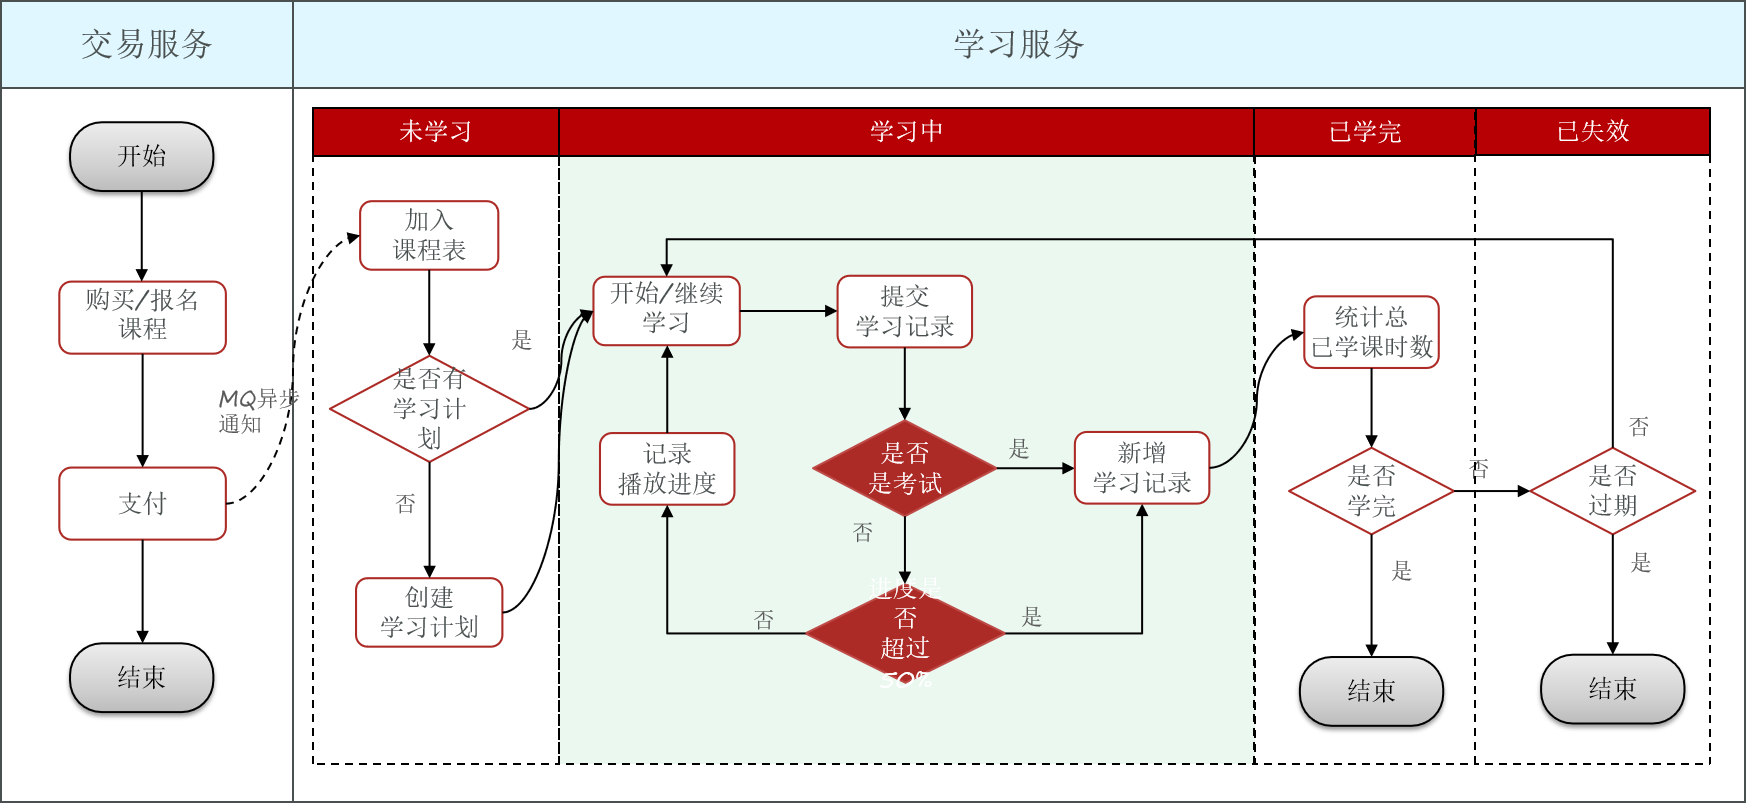 交易服务
学习服务
未学习
学习中
已学完
已失效
开始
购买/报名
课程
支付
结束
MQ异步
通知
加入
课程表
是否有
学习计
划
是
否
创建
学习计划
开始/继续
学习
提交
学习记录
记录
播放进度
是否
是考试
是
否
新增
学习记录
进度是
否
超过
50%
否
是
统计总
已学课时数
是否
学完
否
是
结束
是否
过期
否
是
结束